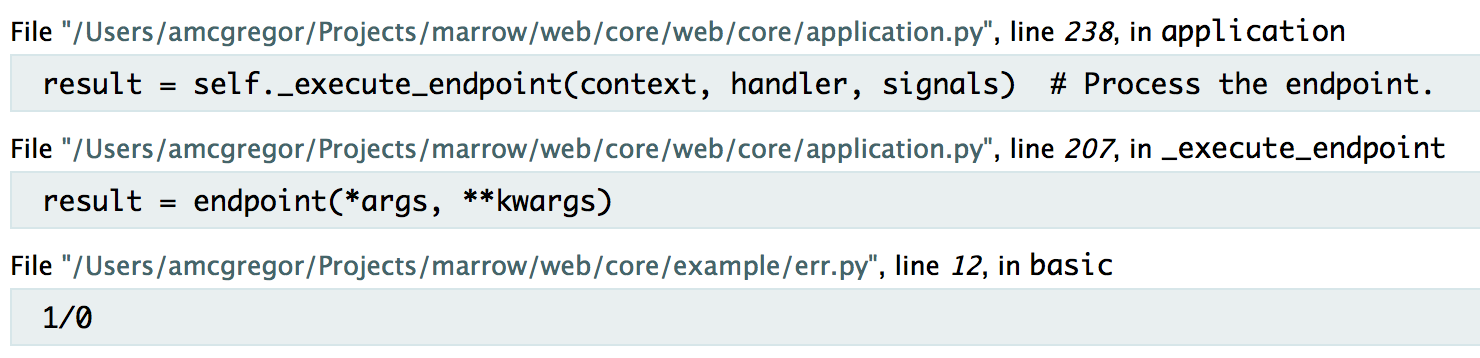 File "/Users/amcgregor/Projects/marrow/web/core/web/core/application.py", line 238, in application
result = self._execute_endpoint(context, handler, signals)  # Process the endpoint.
File "/Users/amcgregor/Projects/marrow/web/core/web/core/application.py", line 207, in _execute_endpoint
result = endpoint(*args, **kwargs)
File "/Users/amcgregor/Projects/marrow/web/core/example/err.py", line 12, in basic
1/0